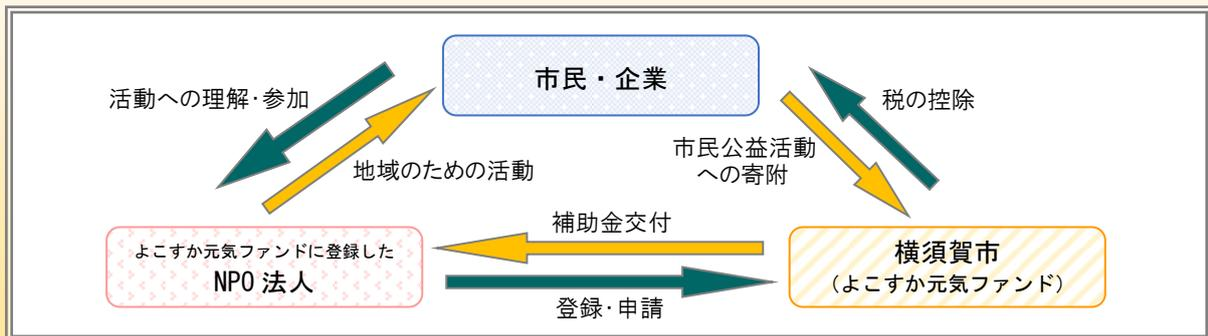 市民・企業
活動への理解・参加
税の控除
地域のための活動
市民公益活動
への寄附
補助金交付
よこすか元気ファンドに登録した
NPO 法人
横須賀市
（よこすか元気ファンド）
登録・申請